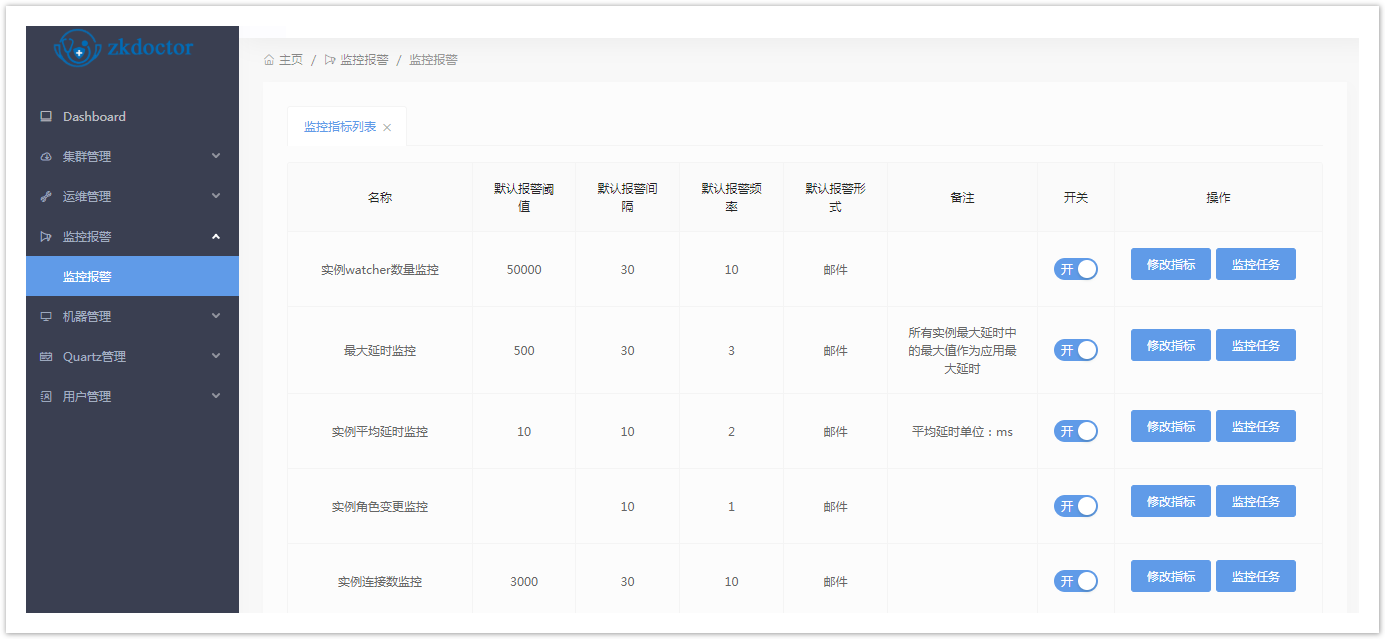 zkdoctor
Dashboard
集群管理
运维管理
监控报警
监控报警
机器管理
Quartz管理
用户管理
主页 / 监控报警 / 监控报警
监控指标列表 ×
名称 默认报警阈值 默认报警间隔 默认报警频率 默认报警形式 备注 开关 操作
实例watcher数量监控 50000 30 10 邮件 开 修改指标 监控任务
最大延时监控 500 30 3 邮件 所有实例最大延时中的最大值作为应用最大延时 开 修改指标 监控任务
实例平均延时监控 10 10 2 邮件 平均延时单位：ms 开 修改指标 监控任务
实例角色变更监控 10 1 邮件 开 修改指标 监控任务
实例连接数监控 3000 30 10 邮件 开 修改指标 监控任务